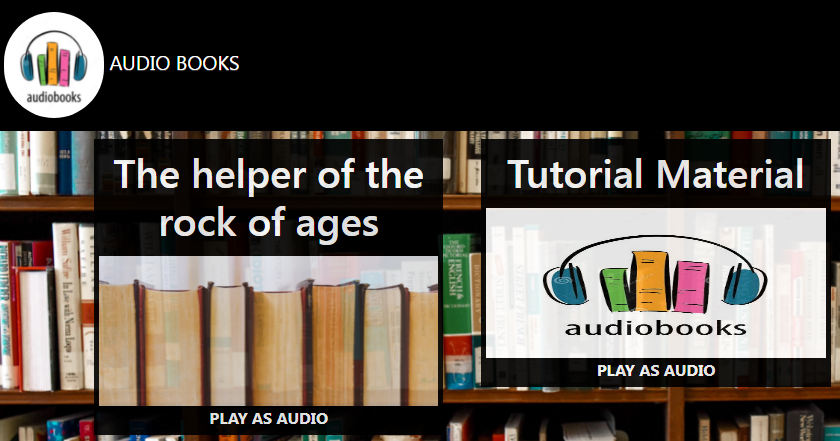 audiobooks
AUDIO BOOKS
The helper of the
rock of ages
PLAY AS AUDIO
Tutorial Material
audiobooks
PLAY AS AUDIO